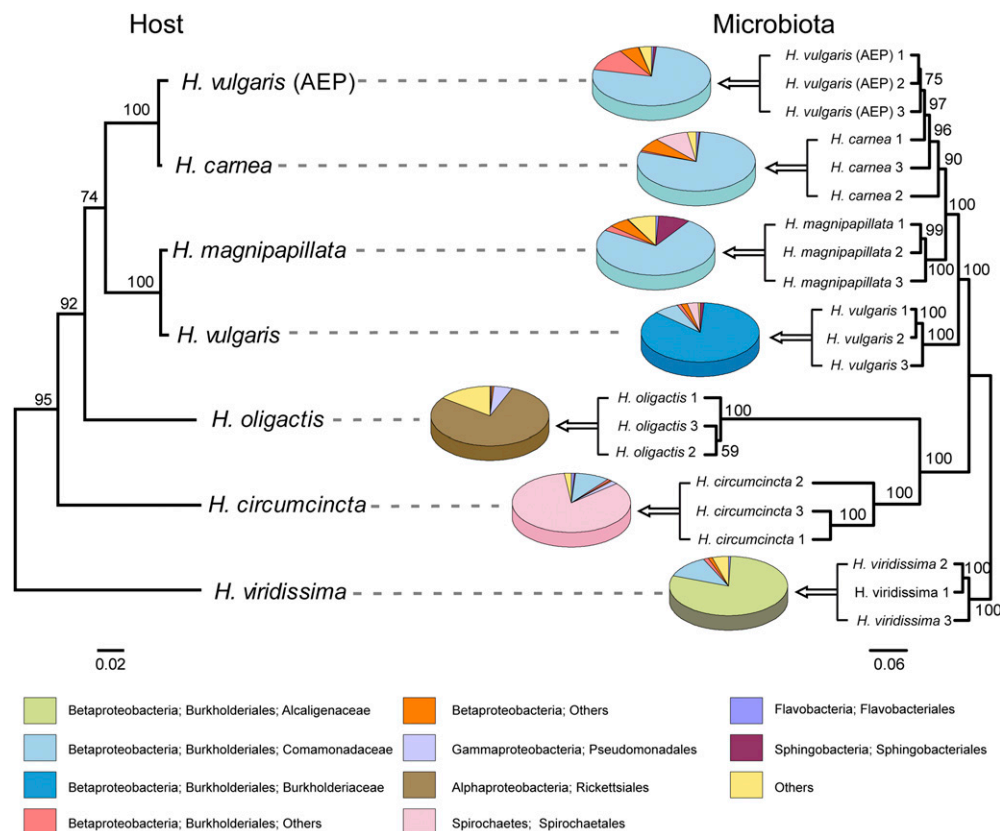 Host
Microbiota
H. vulgaris (AEP)
H. carnea
H. magnipapillata
H. vulgaris
H. oligactis
H. circumcincta
H. viridissima
100
74
100
92
95
0.02
H. vulgaris (AEP) 1
H. vulgaris (AEP) 2
H. vulgaris (AEP) 3
H. carnea 1
H. carnea 3
H. carnea 2
H. magnipapillata 1
H. magnipapillata 2
H. magnipapillata 3
H. vulgaris 1
H. vulgaris 2
H. vulgaris 3
H. oligactis 1
H. oligactis 3
H. oligactis 2
H. circumcincta 2
H. circumcincta 3
H. circumcincta 1
H. viridissima 2
H. viridissima 1
H. viridissima 3
75
97
96
90
100
99
100
100
100
100
100
59
100
100
100
100
100
0.06
Betaproteobacteria; Burkholderiales; Alcaligenaceae
Betaproteobacteria; Burkholderiales; Comamonadaceae
Betaproteobacteria; Burkholderiales; Burkholderiaceae
Betaproteobacteria; Burkholderiales; Others
Betaproteobacteria; Others
Gammaproteobacteria; Pseudomonadales
Alphaproteobacteria; Rickettsiales
Spirochaetes; Spirochaetales
Flavobacteria; Flavobacteriales
Sphingobacteria; Sphingobacteriales
Others